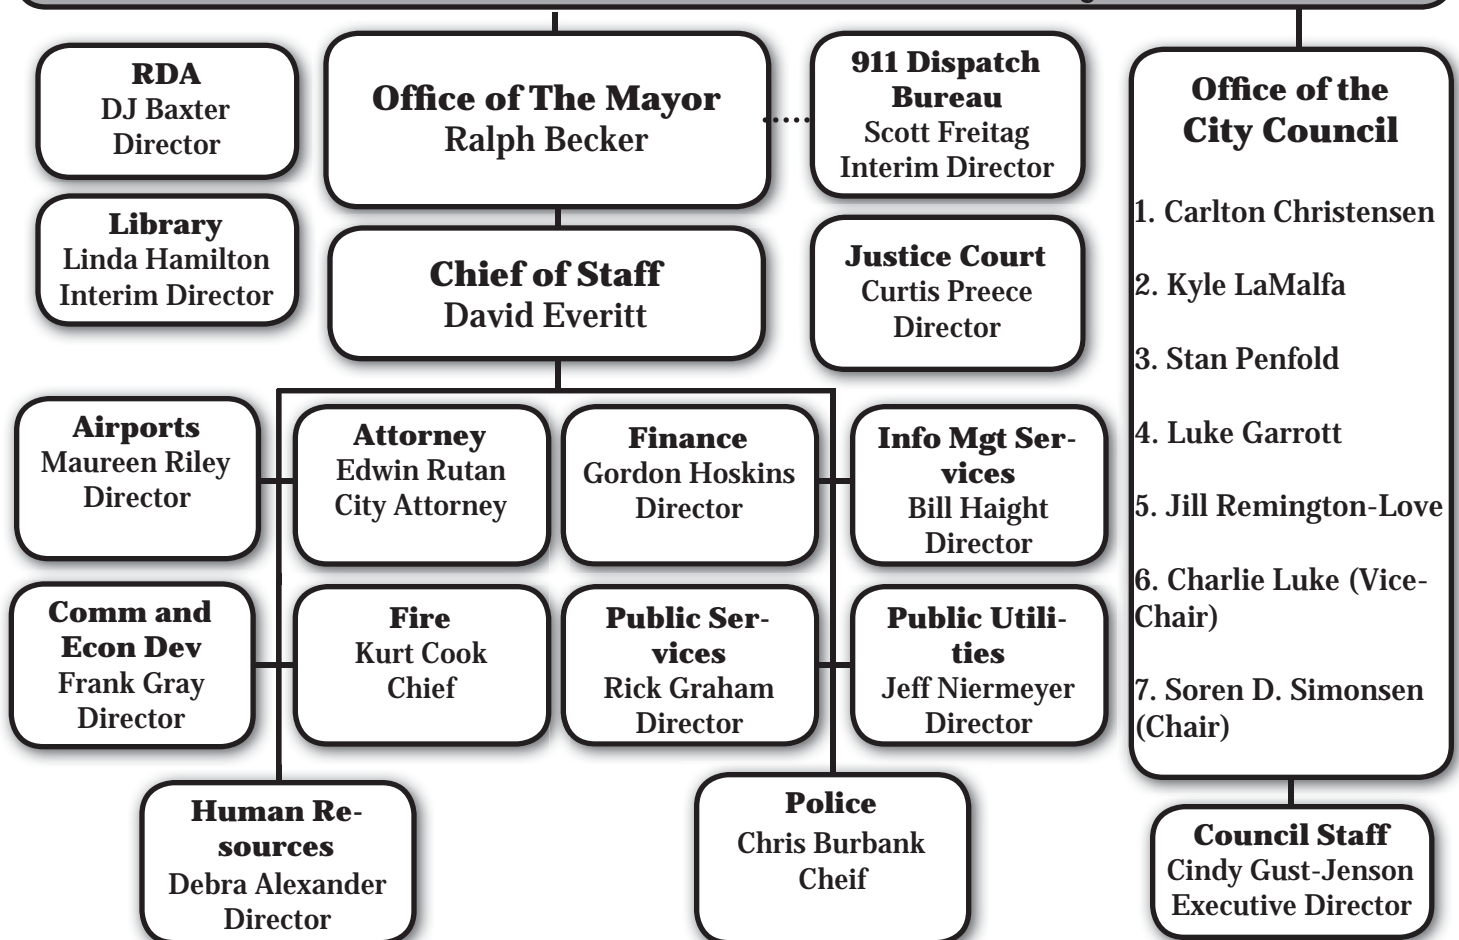 RDA
DJ Baxter
Director
Office of The Mayor
Ralph Becker
911 Dispatch
Bureau
Scott Freitag
Interim Director
Office of the
City Council
1. Carlton Christensen
2. Kyle LaMalfa
3. Stan Penfold
4. Luke Garrott
5. Jill Remington-Love
6. Charlie Luke (Vice-
Chair)
7. Soren D. Simonsen
(Chair)
Library
Linda Hamilton
Interim Director
Chief of Staff
David Everitt
Justice Court
Curtis Preece
Director
Airports
Maureen Riley
Director
Attorney
Edwin Rutan
City Attorney
Finance
Gordon Hoskins
Director
Info Mgt Ser-
vices
Bill Haight
Director
Comm and
Econ Dev
Frank Gray
Director
Fire
Kurt Cook
Chief
Public Ser-
vices
Rick Graham
Director
Public Utili-
ties
Jeff Niermeyer
Director
Human Re-
sources
Debra Alexander
Director
Police
Chris Burbank
Cheif
Council Staff
Cindy Gust-Jenson
Executive Director